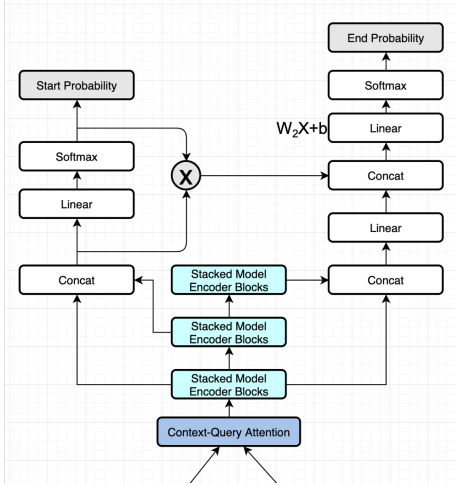 End Probability
Start Probability
Softmax
W₂X+b
Linear
Softmax
X
Concat
Linear
Linear
Concat
Stacked Model
Encoder Blocks
Concat
Stacked Model
Encoder Blocks
Stacked Model
Encoder Blocks
Context-Query Attention